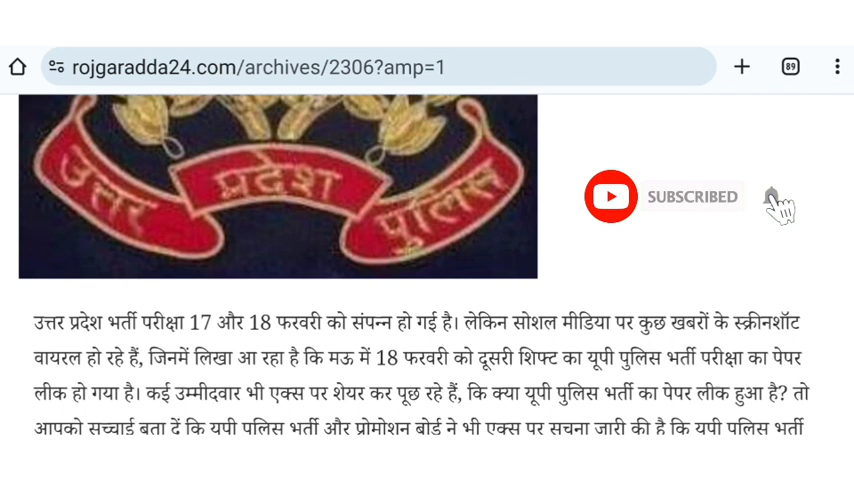 rojgaradda24.com/archives/2306?amp=1
89
उत्तर प्रदेश पुलिस
SUBSCRIBED
उत्तर प्रदेश भर्ती परीक्षा 17 और 18 फरवरी को संपन्न हो गई है। लेकिन सोशल मीडिया पर कुछ खबरों के स्क्रीनशॉट
वायरल हो रहे हैं, जिनमें लिखा आ रहा है कि मऊ में 18 फरवरी को दूसरी शिफ्ट का यूपी पुलिस भर्ती परीक्षा का पेपर
लीक हो गया है। कई उम्मीदवार भी एक्स पर शेयर कर पूछ रहे हैं, कि क्या यूपी पुलिस भर्ती का पेपर लीक हुआ है? तो
आपको सच्चाई बता दें कि यूपी पुलिस भर्ती और प्रोमोशन बोर्ड ने भी एक्स पर सूचना जारी की है कि यूपी पुलिस भर्ती